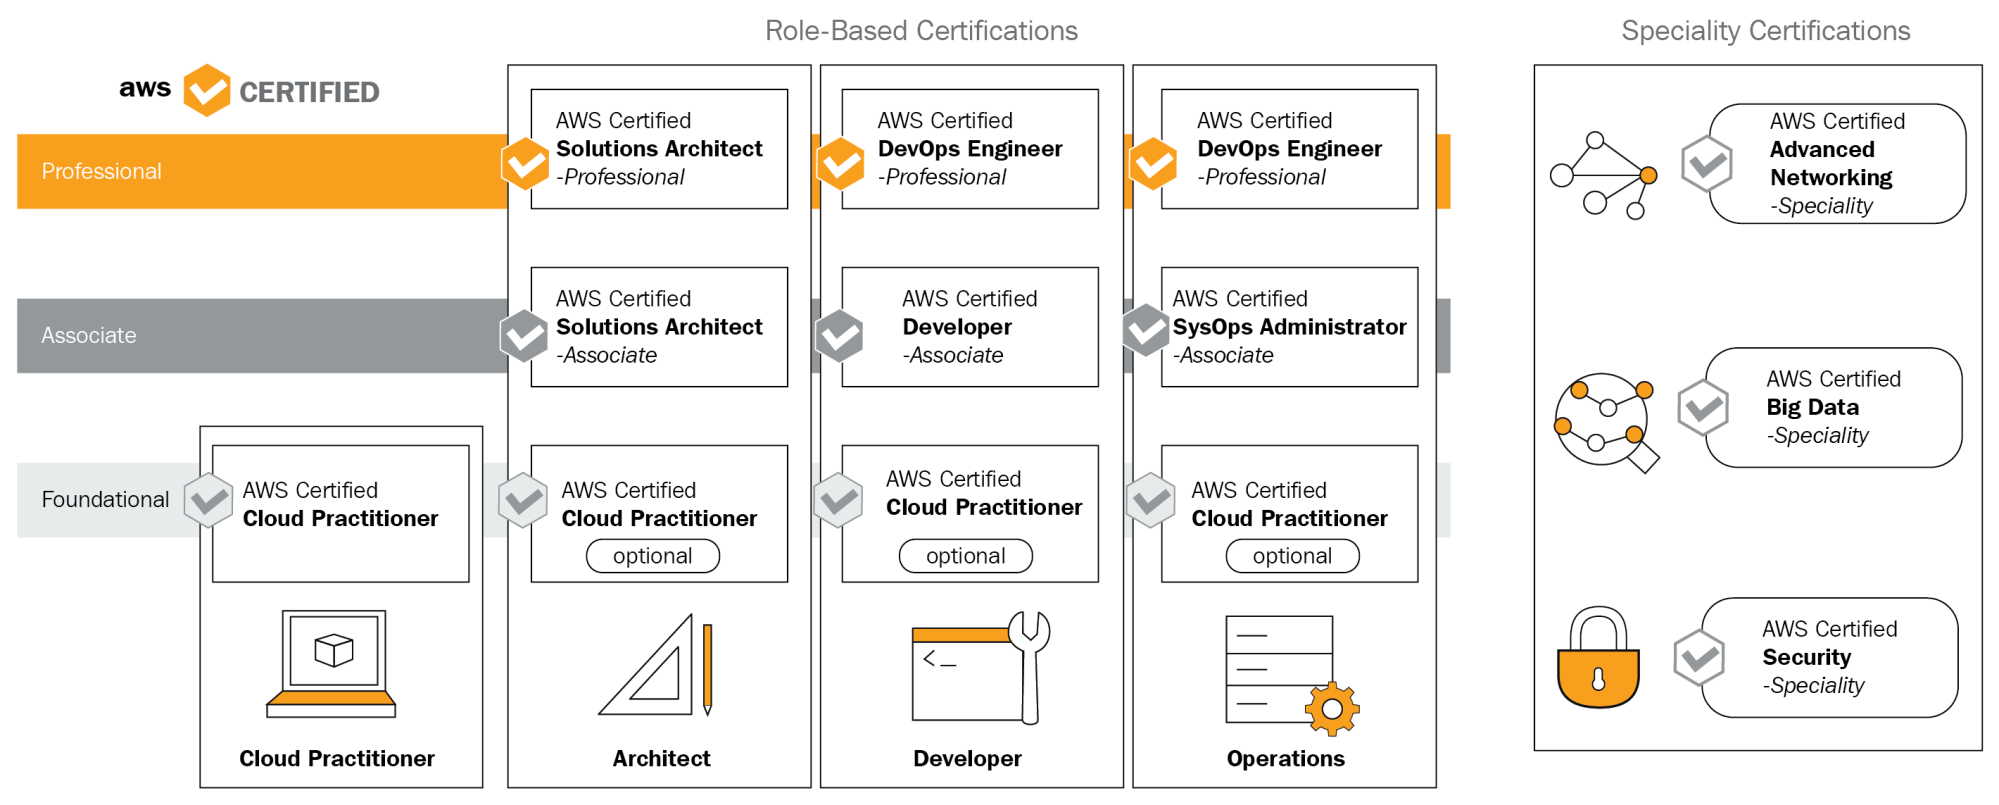 Role-Based Certifications
Speciality Certifications
aws CERTIFIED
Professional
AWS Certified
Solutions Architect
-Professional
AWS Certified
DevOps Engineer
-Professional
AWS Certified
DevOps Engineer
-Professional
Associate
AWS Certified
Solutions Architect
-Associate
AWS Certified
Developer
-Associate
AWS Certified
SysOps Administrator
-Associate
Foundational
AWS Certified
Cloud Practitioner
AWS Certified
Cloud Practitioner
optional
AWS Certified
Cloud Practitioner
optional
AWS Certified
Cloud Practitioner
optional
Cloud Practitioner
Architect
Developer
Operations
AWS Certified
Advanced
Networking
-Speciality
AWS Certified
Big Data
-Speciality
AWS Certified
Security
-Speciality